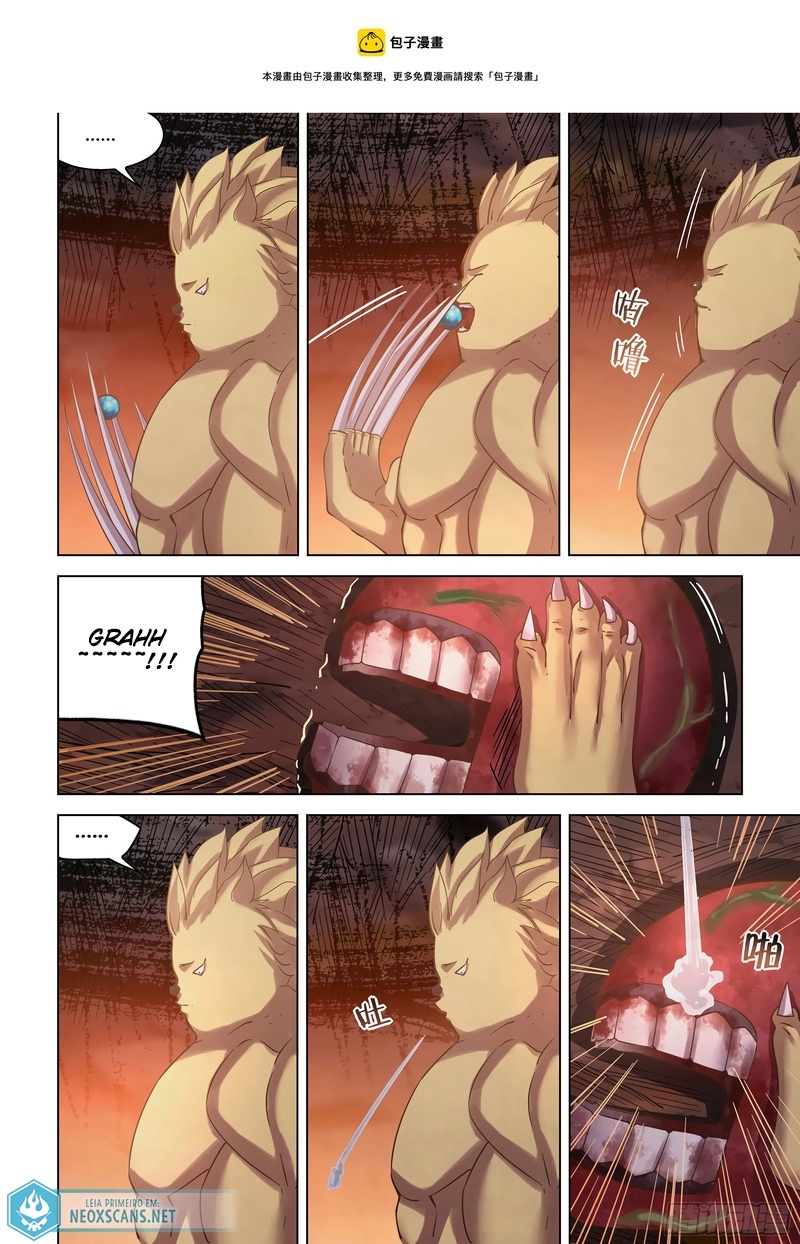 包子漫畫
本漫畫由包子漫畫收集整理，更多免費漫画請搜索「包子漫畫」
......
咕
噜
GRAHH
~~~~~!!!
......
吐
啪
LEIA PRIMEIRO EM:
NEOXSCANS.NET